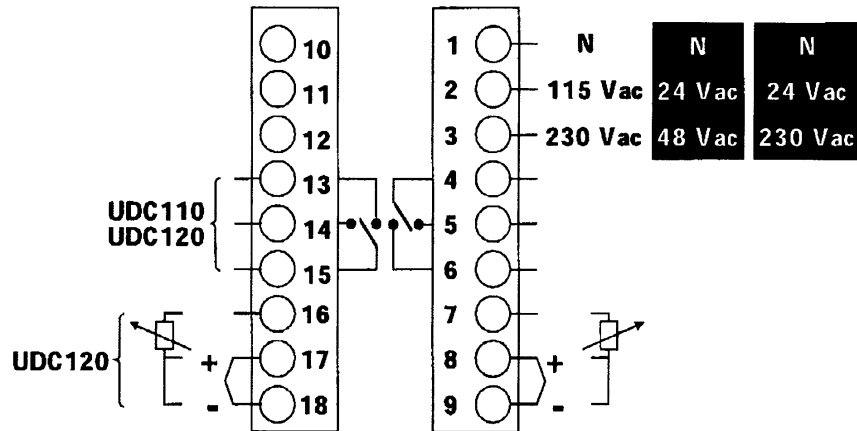 10 1 N N N
11 2 115 Vac 24 Vac 24 Vac
12 3 230 Vac 48 Vac 230 Vac
13 4
UDC110
UDC120
14 5
15 6
16 7
UDC120
+ 17 8 +
- 18 9 -